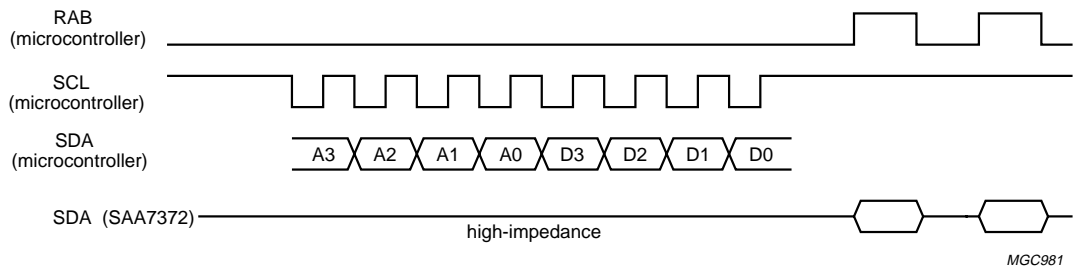 RAB
(microcontroller)
SCL
(microcontroller)
SDA
(microcontroller)
A3 A2 A1 A0 D3 D2 D1 D0
SDA (SAA7372)
high-impedance
MGC981